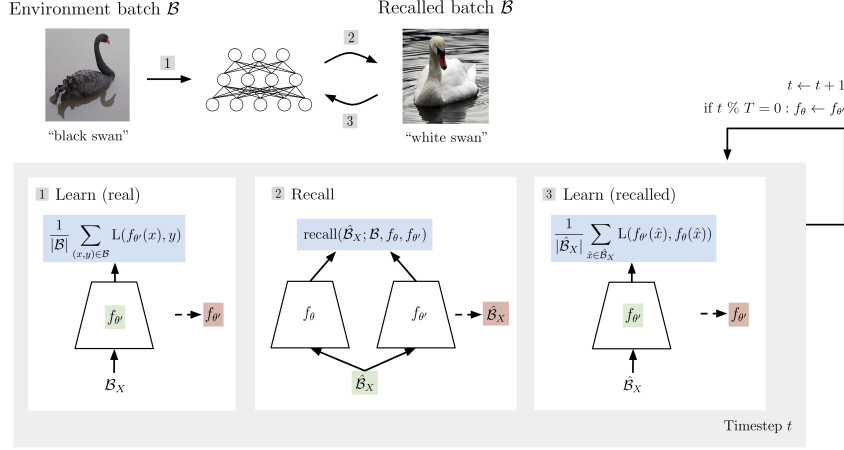 Environment batch ℬ
Recalled batch ℬ̂
1
2
3
“black swan”
“white swan”
t ← t + 1
if t % T = 0 : f_θ ← f_θ′
1 Learn (real)
1/|ℬ| ∑_{(x,y)∈ℬ} L(f_θ′(x), y)
f_θ′
f_θ′
ℬ_X
2 Recall
recall(ℬ̂_X; ℬ, f_θ, f_θ′)
f_θ
f_θ′
ℬ̂_X
ℬ̂_X
3 Learn (recalled)
1/|ℬ̂_X| ∑_{x̂∈ℬ̂_X} L(f_θ′(x̂), f_θ(x̂))
f_θ′
f_θ′
ℬ̂_X
Timestep t